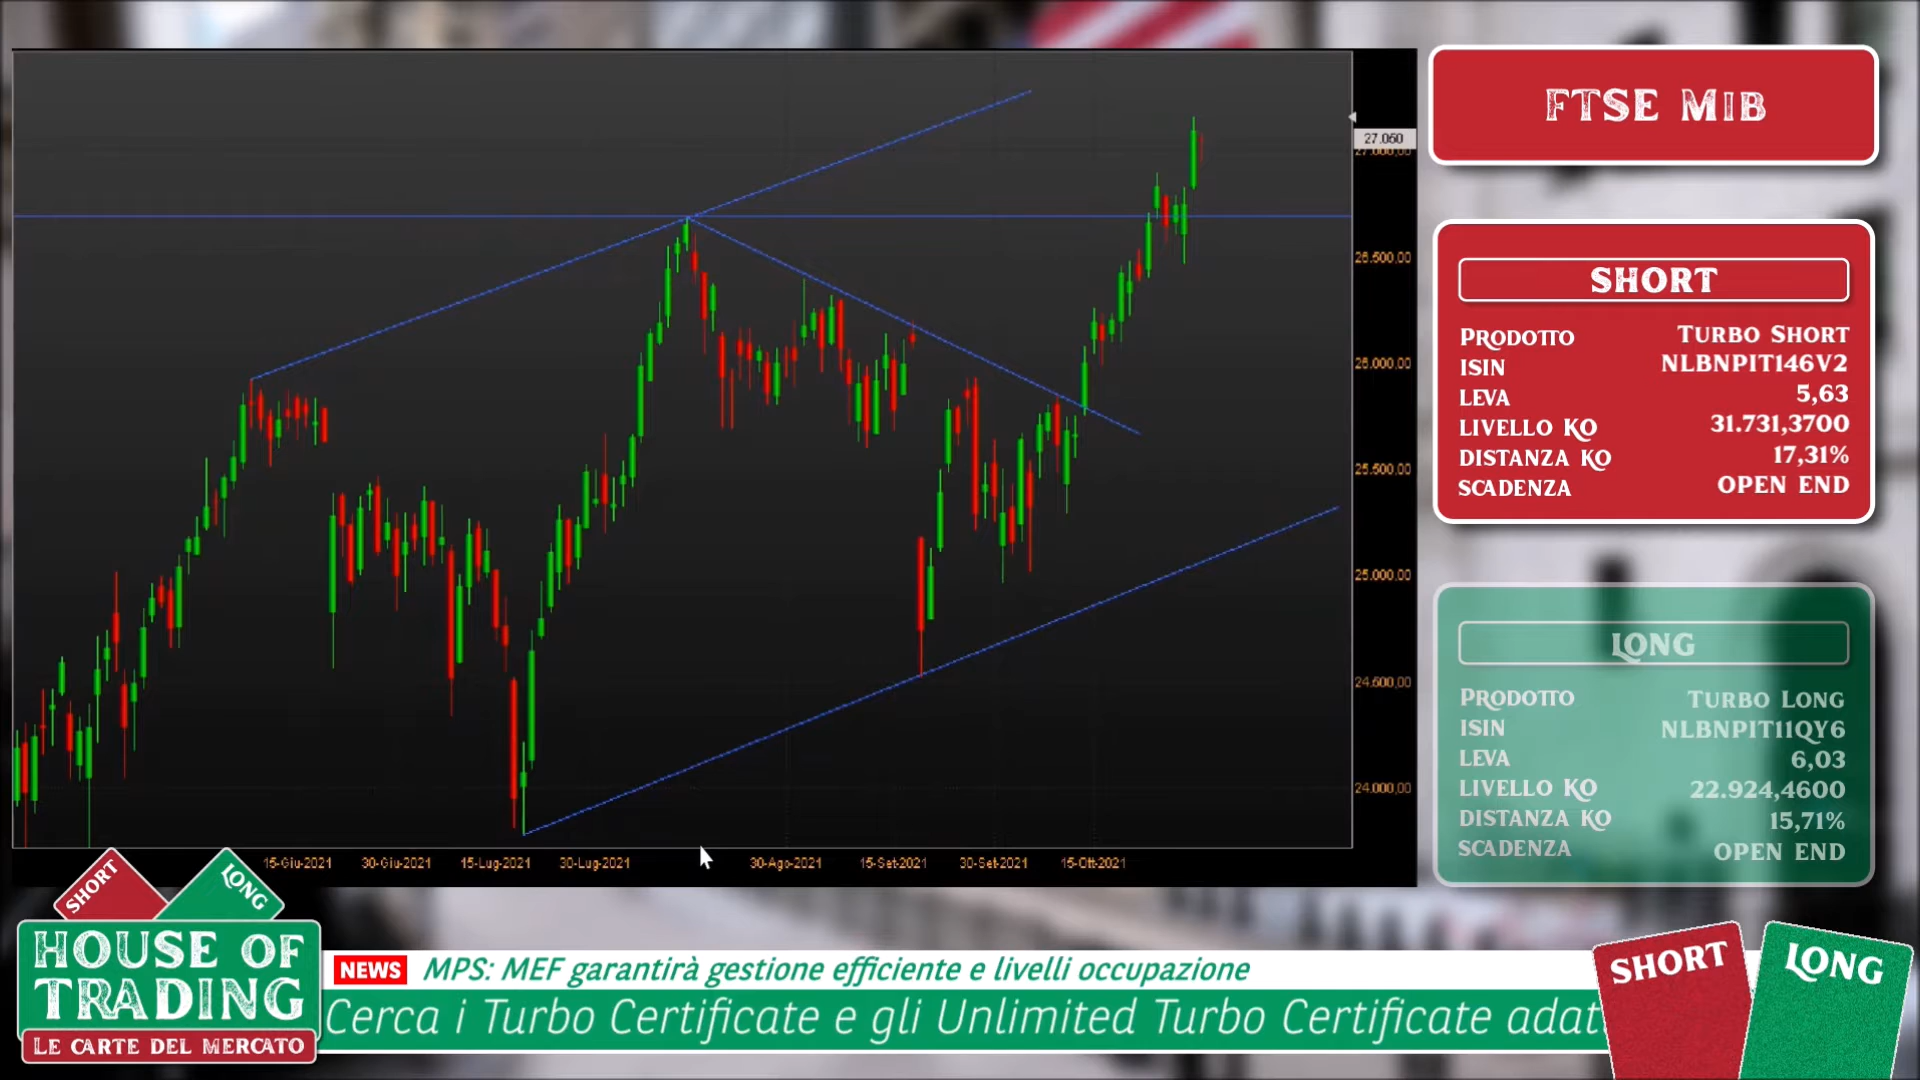 FTSE MIB
27.060
27.000,00
26.500,00
26.000,00
25.500,00
25.000,00
24.500,00
24.000,00
15-Giu-2021
30-Giu-2021
15-Lug-2021
30-Lug-2021
30-Ago-2021
15-Set-2021
30-Set-2021
15-Ott-2021
SHORT
PRODOTTO TURBO SHORT
ISIN NLBNPIT146V2
LEVA 5,63
LIVELLO KO 31.731,3700
DISTANZA KO 17,31%
SCADENZA OPEN END
LONG
PRODOTTO TURBO LONG
ISIN NLBNPIT11QY6
LEVA 6,03
LIVELLO KO 22.924,4600
DISTANZA KO 15,71%
SCADENZA OPEN END
SHORT
LONG
HOUSE OF
TRADING
LE CARTE DEL MERCATO
NEWS MPS: MEF garantirà gestione efficiente e livelli occupazione
Cerca i Turbo Certificate e gli Unlimited Turbo Certificate adat
SHORT
LONG